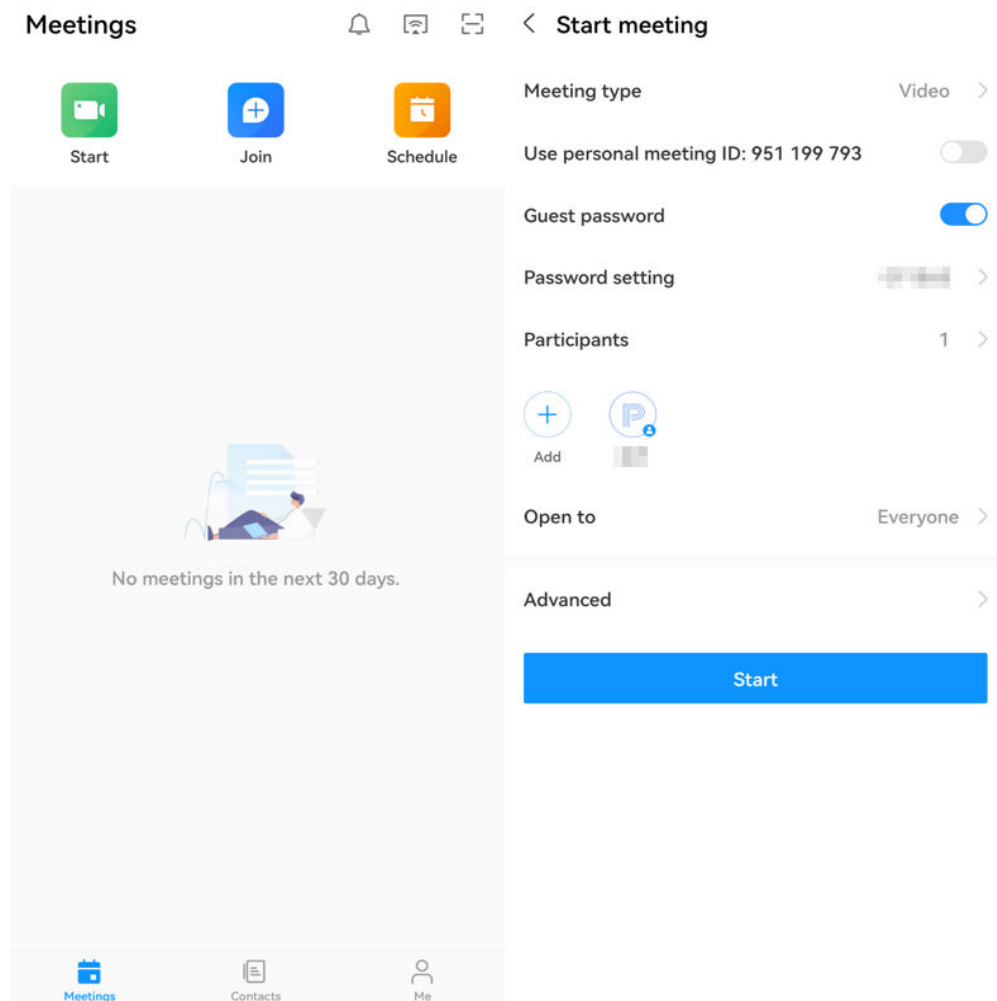 Meetings
Start
Join
Schedule
No meetings in the next 30 days.
Meetings
Contacts
Me
Start meeting
Meeting type
Video
Use personal meeting ID: 951 199 793
Guest password
Password setting
Participants
1
P
Add
Open to
Everyone
Advanced
Start